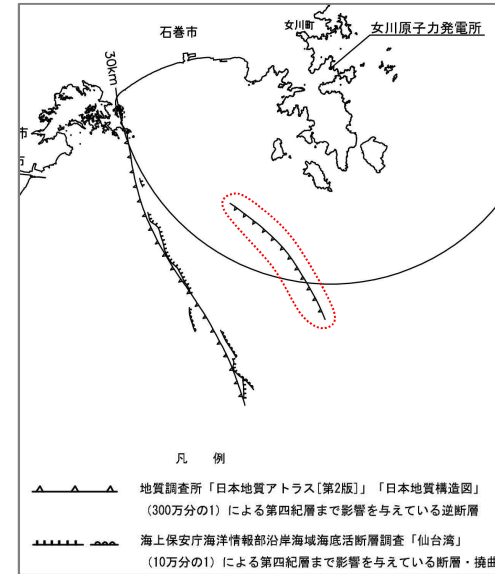 石巻市
女川町
女川原子力発電所
30km
市
市
凡 例
地質調査所「日本地質アトラス[第2版]」「日本地質構造図」
(300万分の1)による第四紀層まで影響を与えている逆断層
海上保安庁海洋情報部沿岸海域海底活断層調査「仙台湾」
(10万分の1)による第四紀層まで影響を与えている断層・撓曲